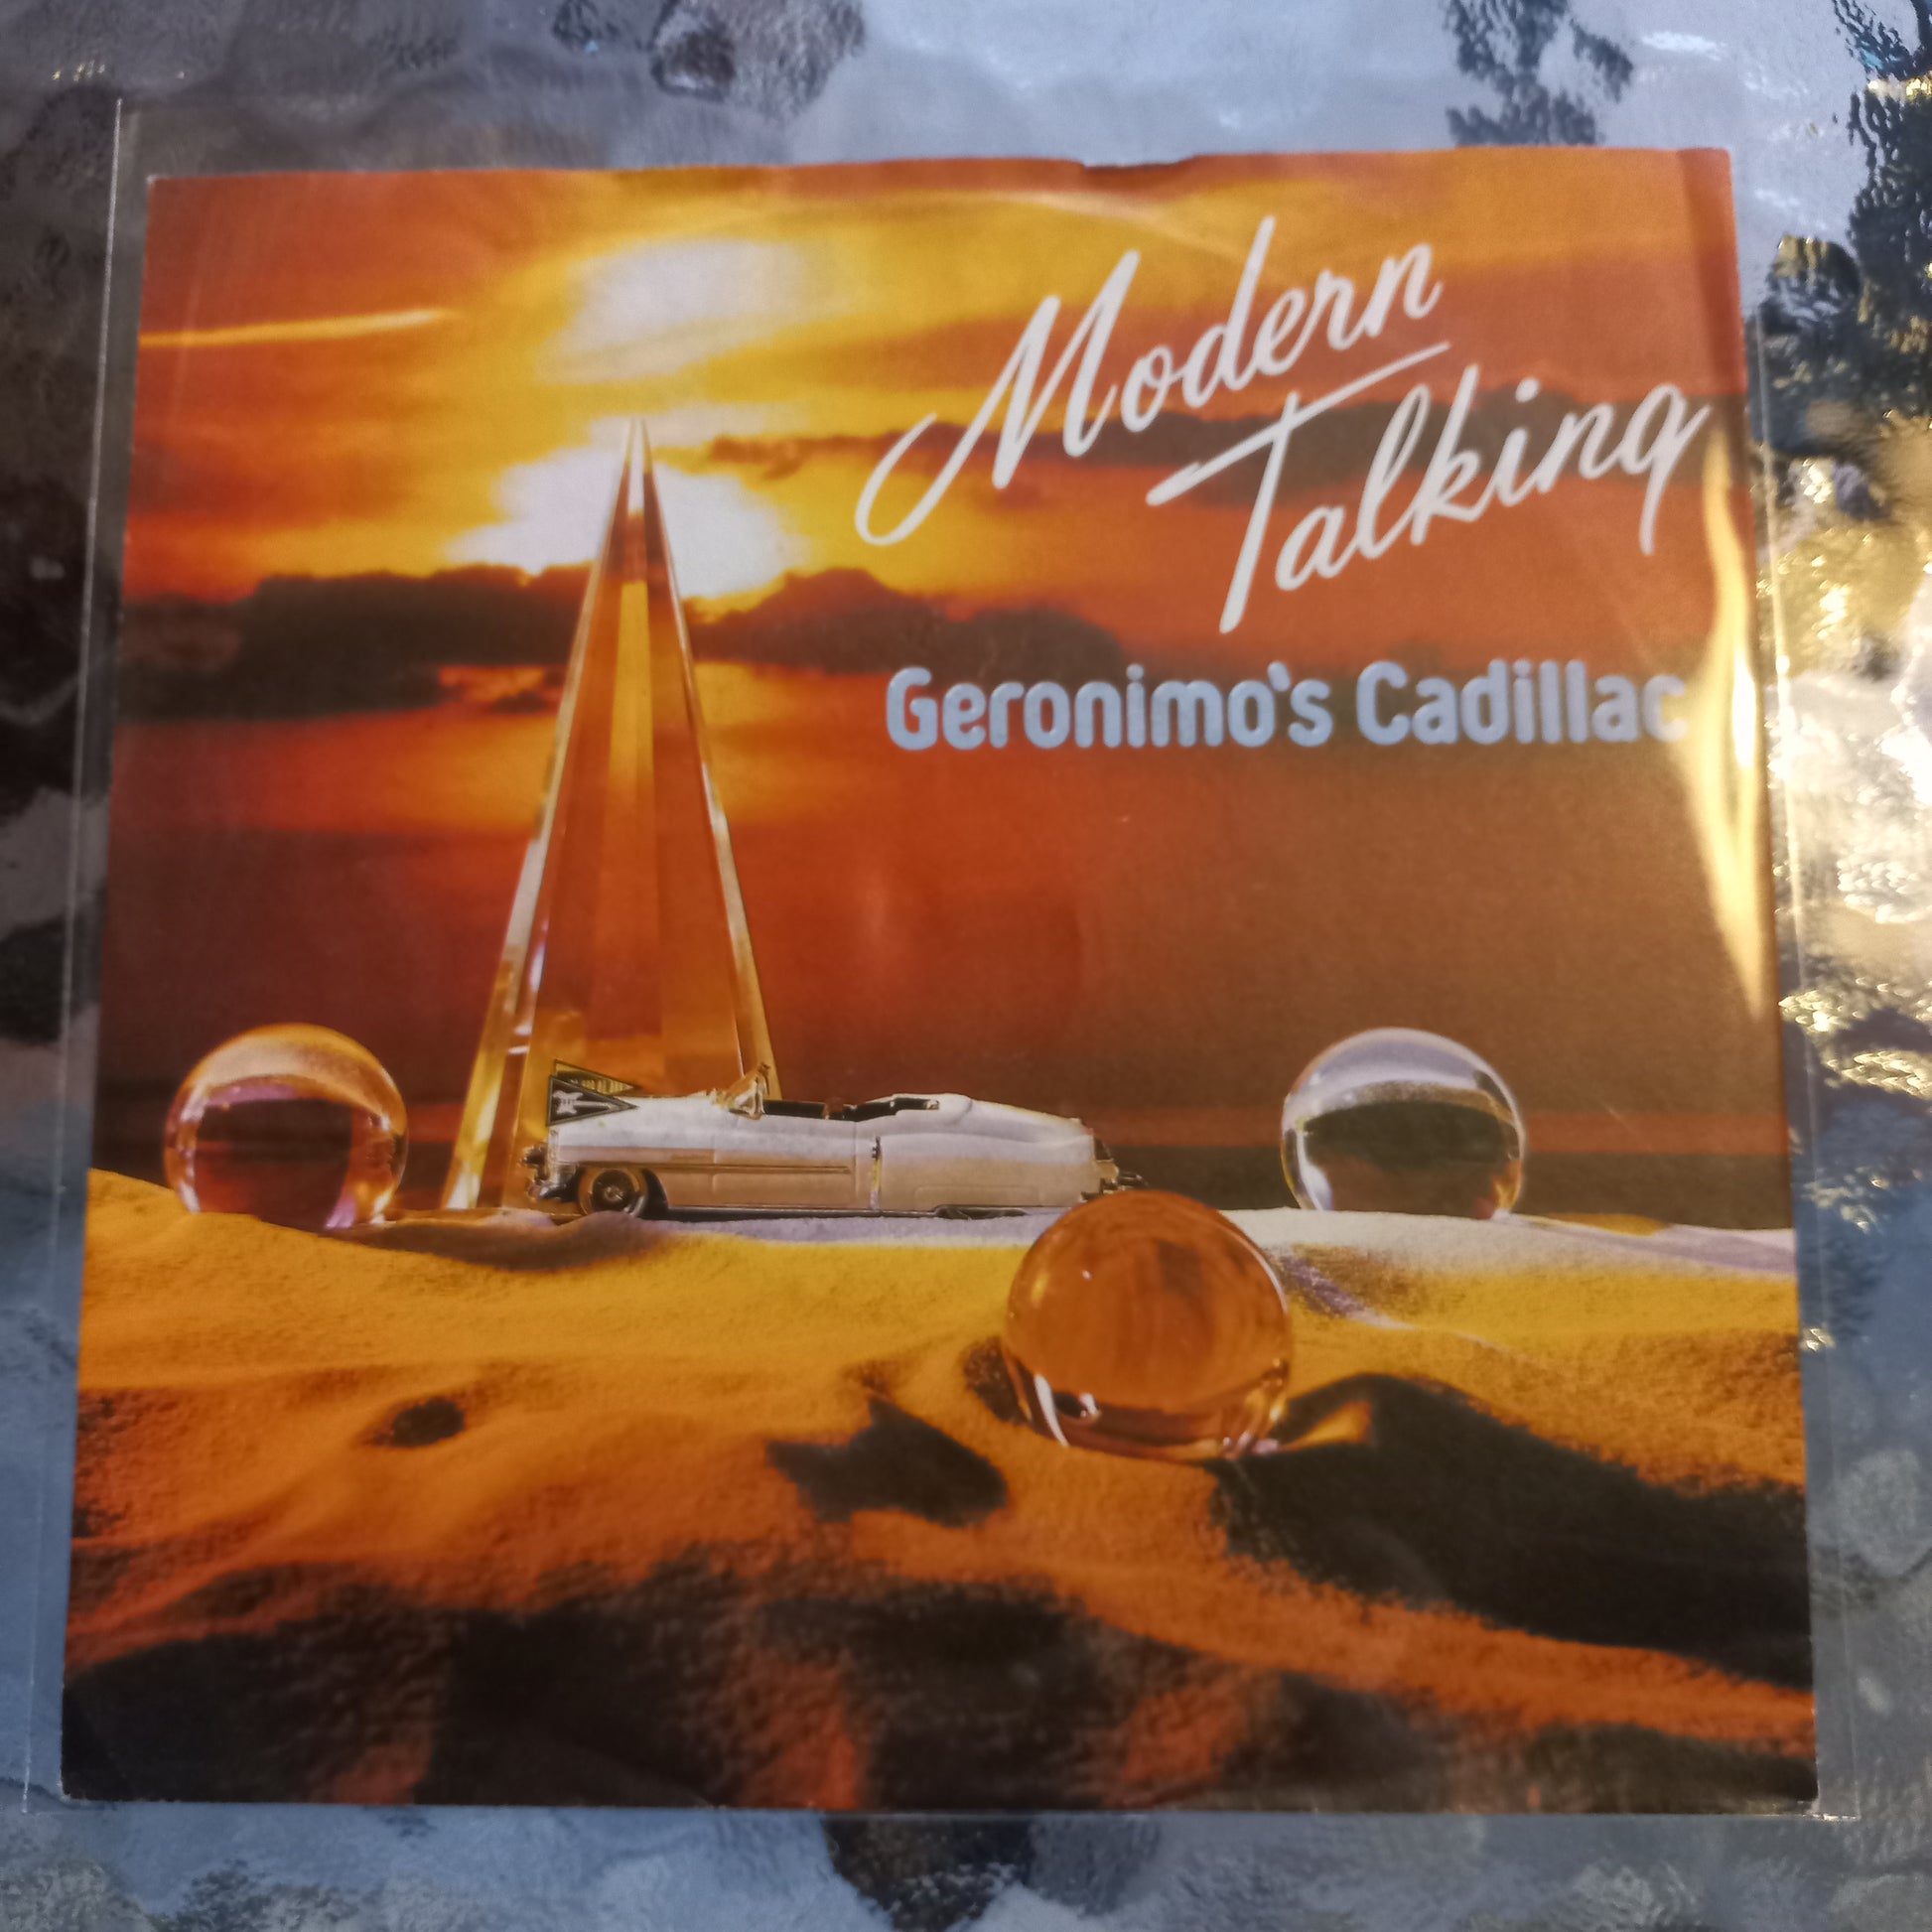 Modern
Talking
Geronimo's Cadillac